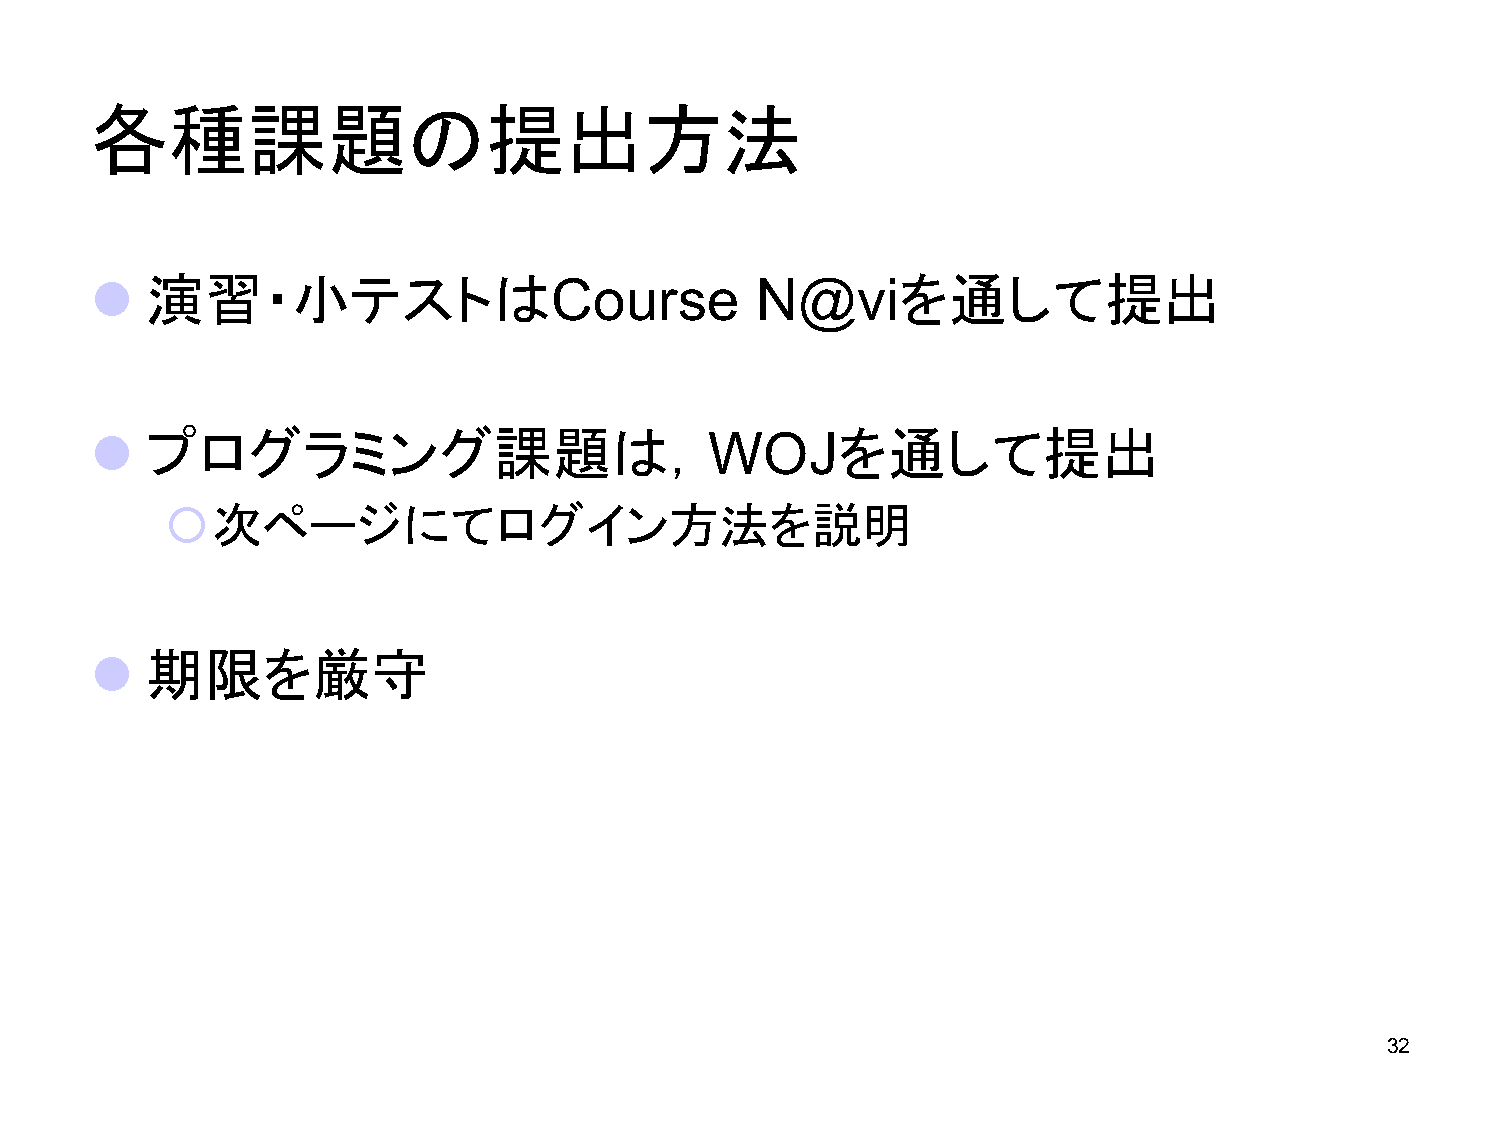 各種課題の提出方法
● 演習・小テストはCourse N@viを通して提出
● プログラミング課題は，WOJを通して提出
○次ページにてログイン方法を説明
● 期限を厳守
32